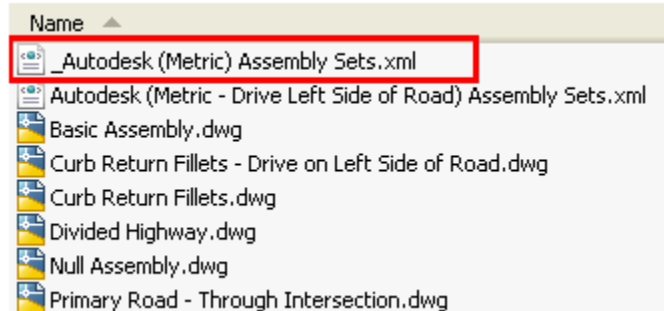 Name
_Autodesk (Metric) Assembly Sets.xml
Autodesk (Metric - Drive Left Side of Road) Assembly Sets.xml
Basic Assembly.dwg
Curb Return Fillets - Drive on Left Side of Road.dwg
Curb Return Fillets.dwg
Divided Highway.dwg
Null Assembly.dwg
Primary Road - Through Intersection.dwg